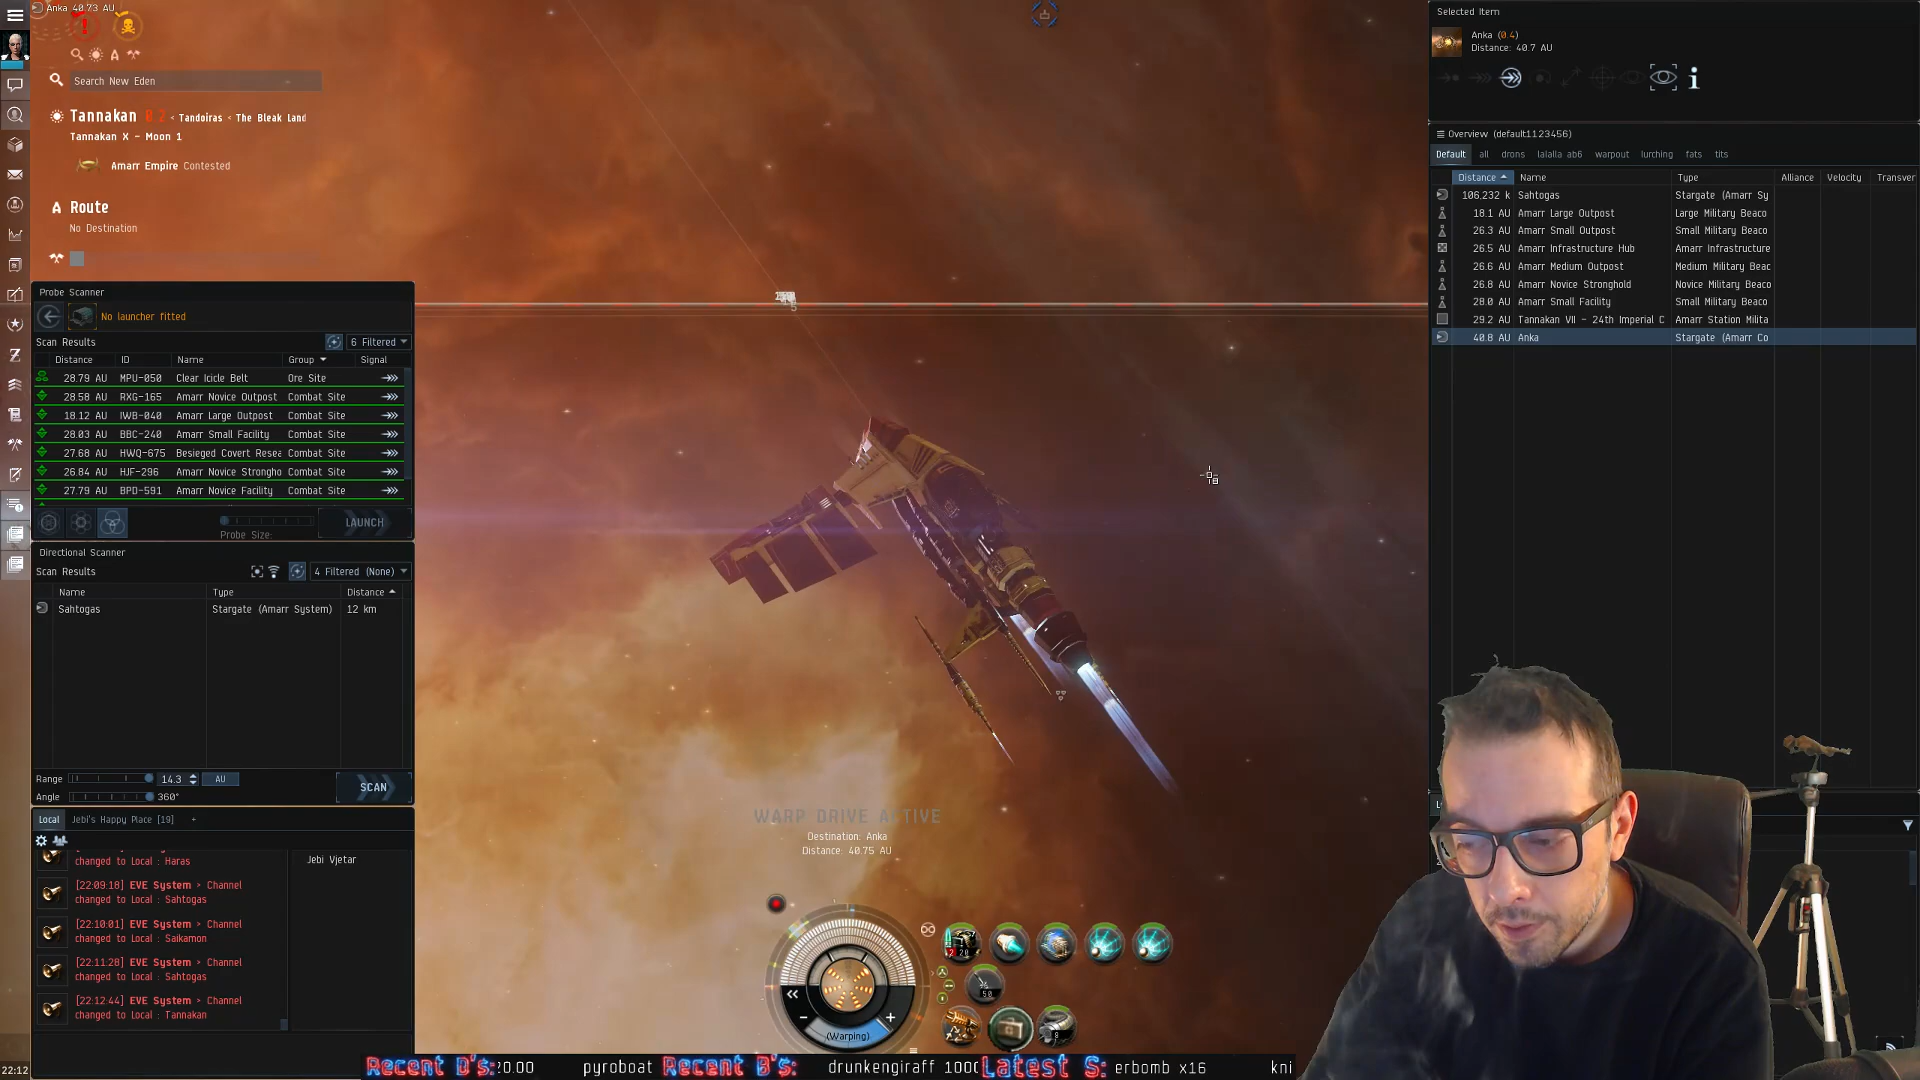 Anka 40.73 AU
Search New Eden
Tannakan 0.2 < Tandoiras < The Bleak Land
Tannakan X - Moon 1
Amarr Empire Contested
Route
No Destination
Probe Scanner
No launcher fitted
Scan Results 6 Filtered
Distance ID Name Group Signal
28.79 AU MPU-050 Clear Icicle Belt Ore Site
28.58 AU RXG-165 Amarr Novice Outpost Combat Site
18.12 AU IWB-040 Amarr Large Outpost Combat Site
28.03 AU BBC-240 Amarr Small Facility Combat Site
27.68 AU HWQ-675 Besieged Covert Resea Combat Site
26.84 AU HJF-296 Amarr Novice Strongho Combat Site
27.79 AU BPD-591 Amarr Novice Facility Combat Site
Probe Size:
LAUNCH
Directional Scanner
Scan Results 4 Filtered (None)
Name Type Distance
Sahtogas Stargate (Amarr System) 12 km
Range 14.3 AU
Angle 360°
SCAN
Local Jebi's Happy Place [19] +
changed to Local : Haras
[22:09:18] EVE System > Channel
changed to Local : Sahtogas
[22:10:01] EVE System > Channel
changed to Local : Saikamon
[22:11:28] EVE System > Channel
changed to Local : Sahtogas
[22:12:44] EVE System > Channel
changed to Local : Tannakan
Jebi Vjetar
22:12
WARP DRIVE ACTIVE
Destination: Anka
Distance: 40.75 AU
(Warping)
50
8
Recent D's: 20.00 pyroboat Recent B's: drunkengiraff 1000 Latest S: erbomb x16 kni
Selected Item
Anka (0.4)
Distance: 40.7 AU
Overview (default1123456)
Default all drons lalalla ab6 warpout lurching fats tits
Distance Name Type Alliance Velocity Transver
106,232 k Sahtogas Stargate (Amarr Sy
18.1 AU Amarr Large Outpost Large Military Beaco
26.3 AU Amarr Small Outpost Small Military Beaco
26.5 AU Amarr Infrastructure Hub Amarr Infrastructure
26.6 AU Amarr Medium Outpost Medium Military Beac
26.8 AU Amarr Novice Stronghold Novice Military Beac
28.0 AU Amarr Small Facility Small Military Beaco
29.2 AU Tannakan VII - 24th Imperial C Amarr Station Milita
40.8 AU Anka Stargate (Amarr Co